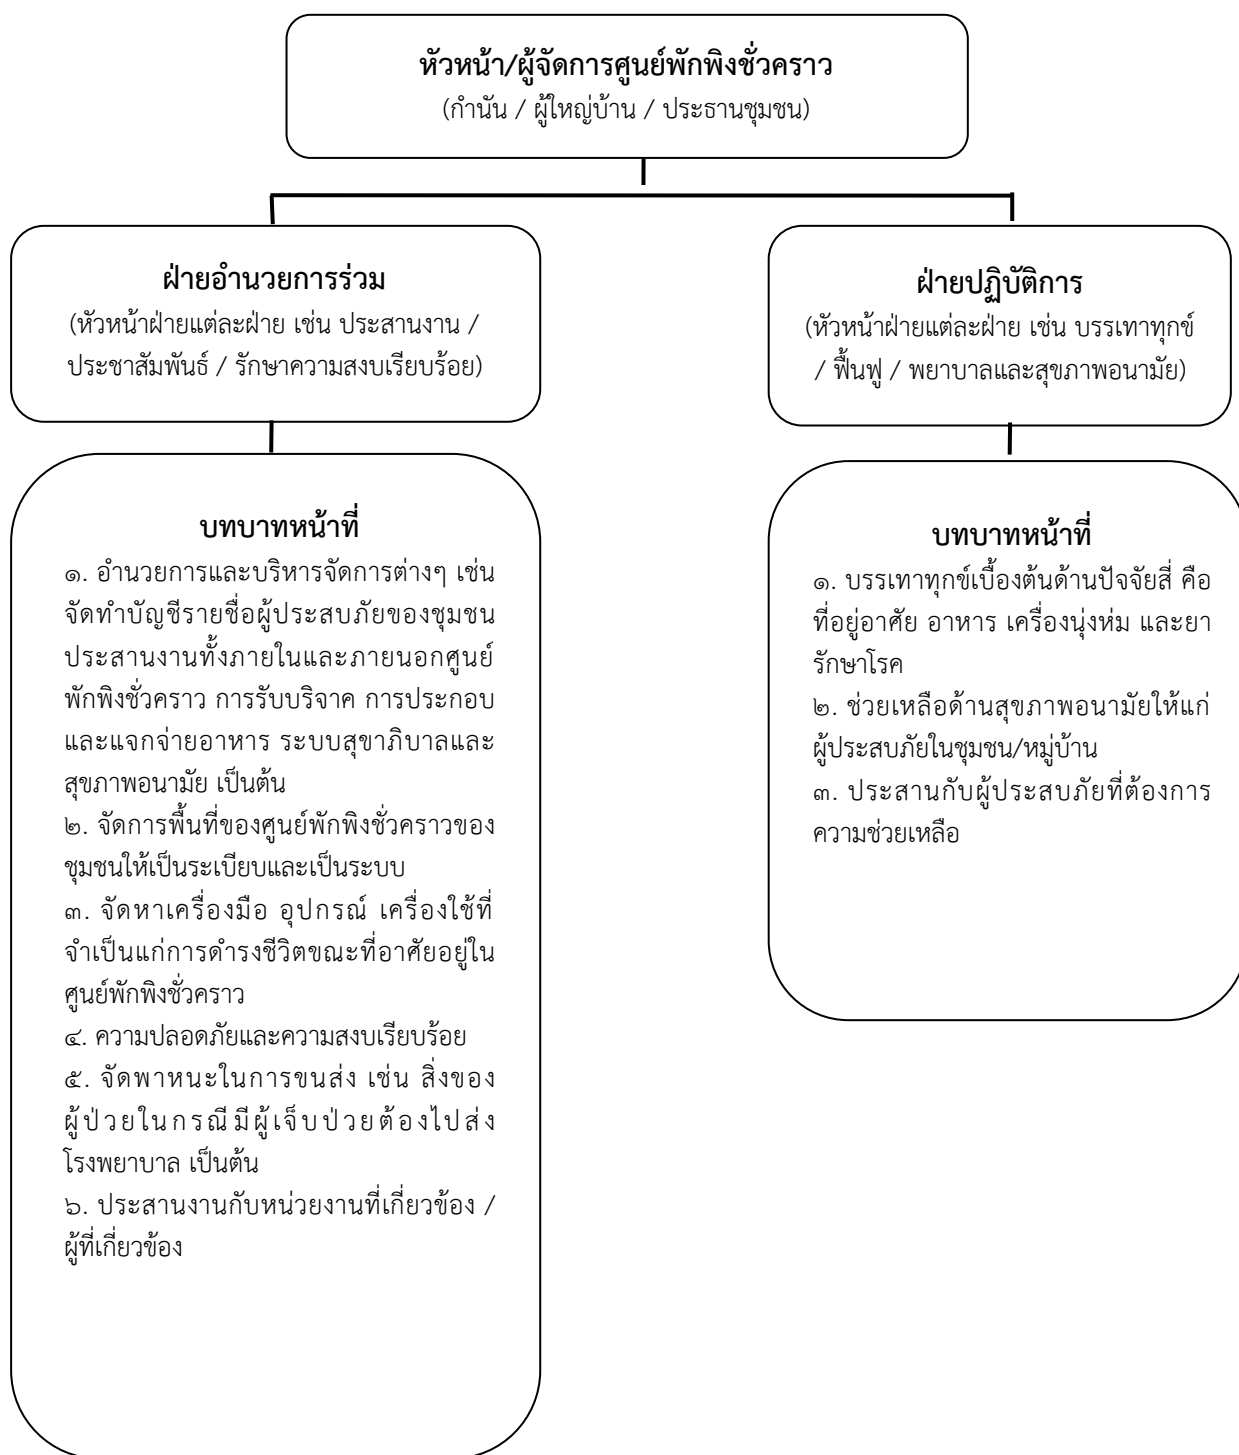 หัวหน้า/ผู้จัดการศูนย์พักพิงชั่วคราว
(กำนัน / ผู้ใหญ่บ้าน / ประธานชุมชน)
ฝ่ายอำนวยการร่วม
(หัวหน้าฝ่ายแต่ละฝ่าย เช่น ประสานงาน /
ประชาสัมพันธ์ / รักษาความสงบเรียบร้อย)
ฝ่ายปฏิบัติการ
(หัวหน้าฝ่ายแต่ละฝ่าย เช่น บรรเทาทุกข์
/ ฟื้นฟู / พยาบาลและสุขภาพอนามัย)
บทบาทหน้าที่
๑. อำนวยการและบริหารจัดการต่างๆ เช่น
จัดทำบัญชีรายชื่อผู้ประสบภัยของชุมชน
ประสานงานทั้งภายในและภายนอกศูนย์
พักพิงชั่วคราว การรับบริจาค การประกอบ
และแจกจ่ายอาหาร ระบบสุขาภิบาลและ
สุขภาพอนามัย เป็นต้น
๒. จัดการพื้นที่ของศูนย์พักพิงชั่วคราวของ
ชุมชนให้เป็นระเบียบและเป็นระบบ
๓. จัดหาเครื่องมือ อุปกรณ์ เครื่องใช้ที่
จำเป็นแก่การดำรงชีวิตขณะที่อาศัยอยู่ใน
ศูนย์พักพิงชั่วคราว
๔. ความปลอดภัยและความสงบเรียบร้อย
๕. จัดพาหนะในการขนส่ง เช่น สิ่งของ
ผู้ป่วยในกรณีมีผู้เจ็บป่วยต้องไปส่ง
โรงพยาบาล เป็นต้น
๖. ประสานงานกับหน่วยงานที่เกี่ยวข้อง /
ผู้ที่เกี่ยวข้อง
บทบาทหน้าที่
๑. บรรเทาทุกข์เบื้องต้นด้านปัจจัยสี่ คือ
ที่อยู่อาศัย อาหาร เครื่องนุ่งห่ม และยา
รักษาโรค
๒. ช่วยเหลือด้านสุขภาพอนามัยให้แก่
ผู้ประสบภัยในชุมชน/หมู่บ้าน
๓. ประสานกับผู้ประสบภัยที่ต้องการ
ความช่วยเหลือ